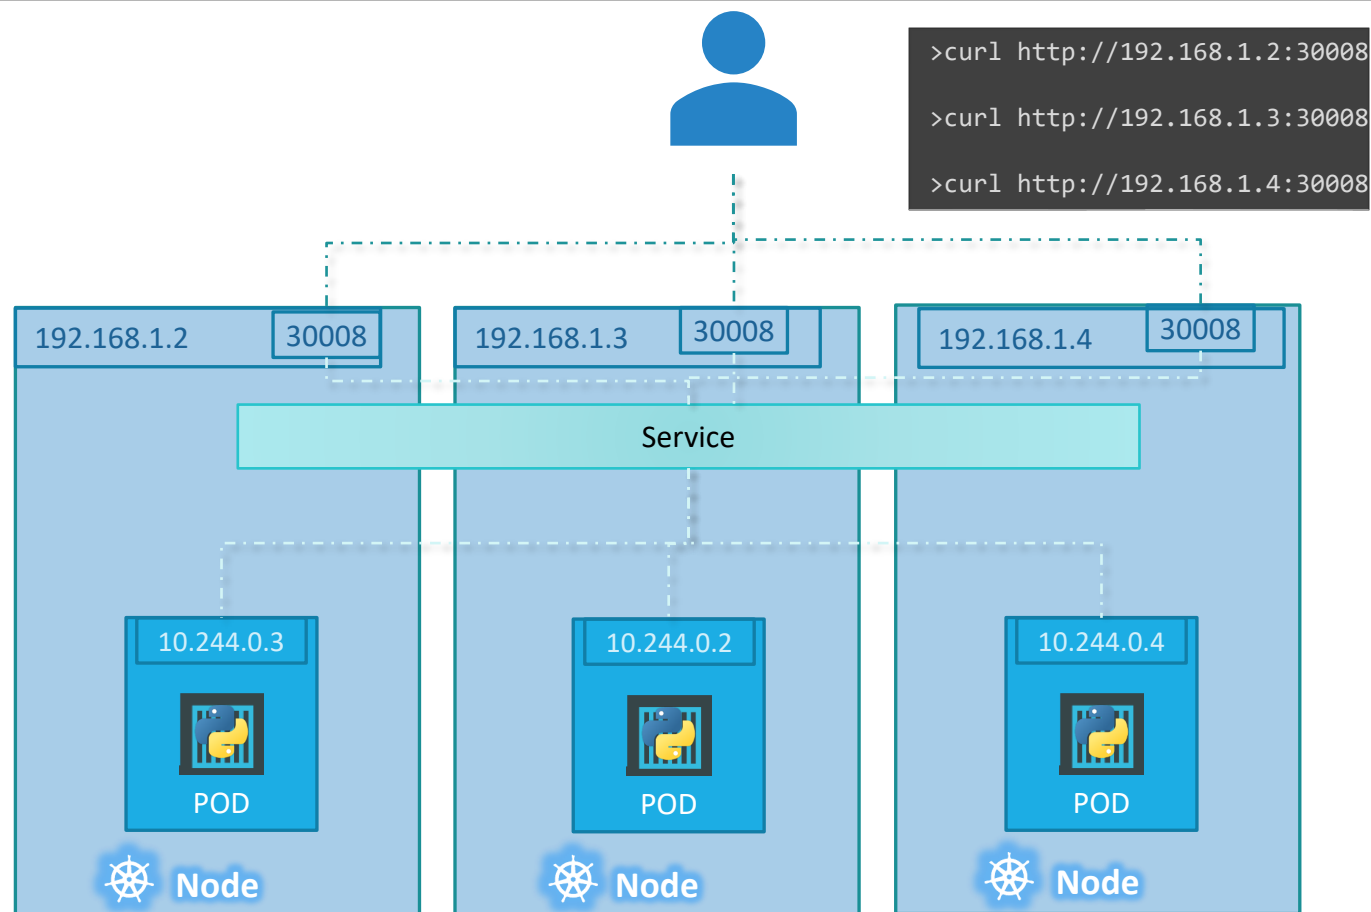 >curl http://192.168.1.2:30008
>curl http://192.168.1.3:30008
>curl http://192.168.1.4:30008
192.168.1.2
30008
192.168.1.3
30008
192.168.1.4
30008
Service
10.244.0.3
10.244.0.2
10.244.0.4
POD
POD
POD
Node
Node
Node